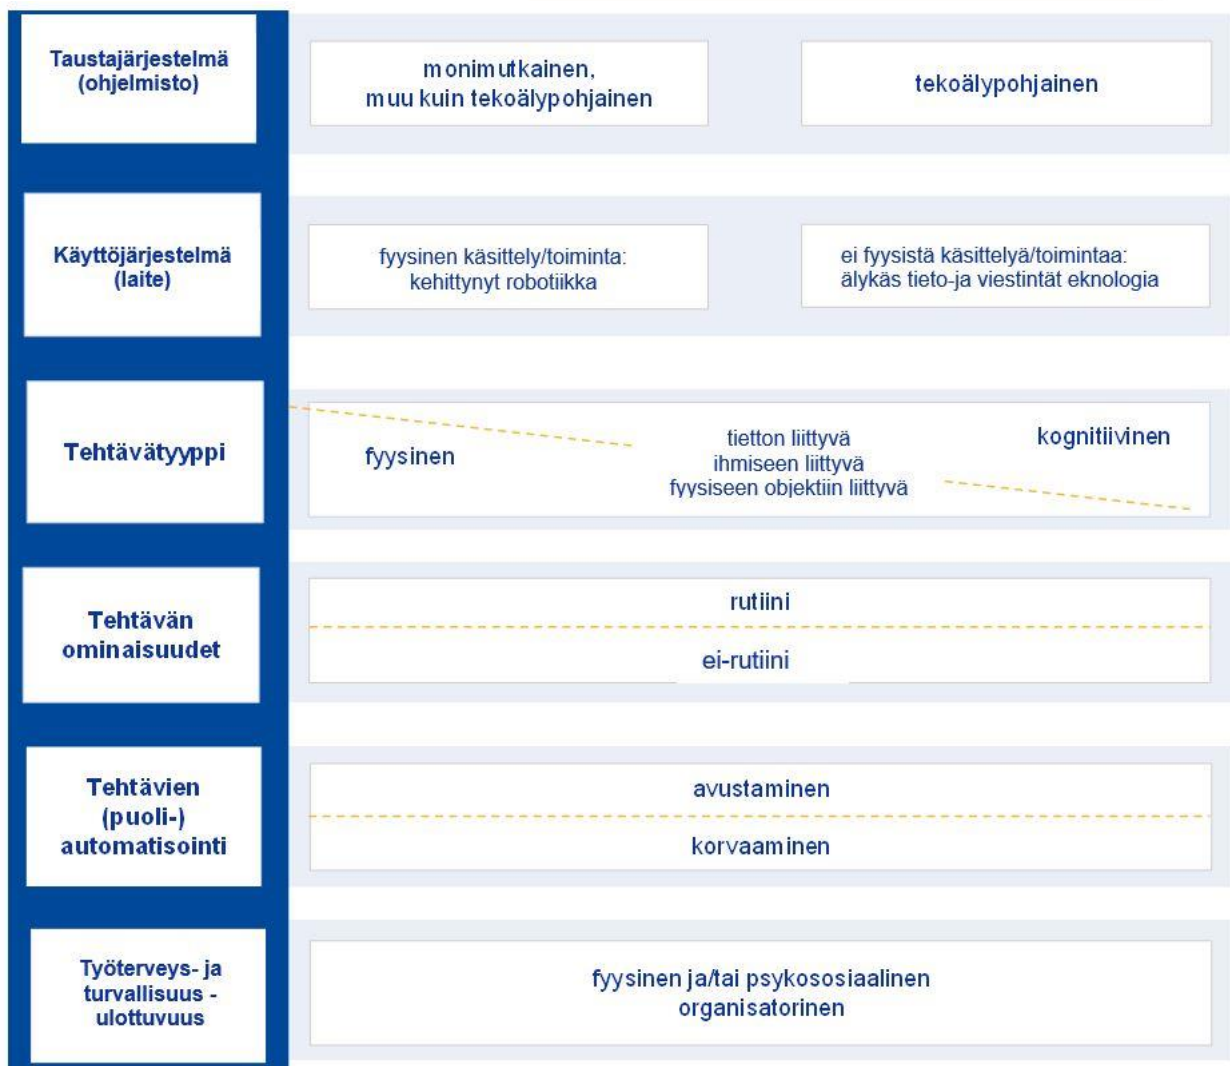 Taustajärjestelmä
(ohjelmisto)
monimutkainen,
muu kuin tekoälypohjainen
tekoälypohjainen
Käyttöjärjestelmä
(laite)
fyysinen käsittely/toiminta:
kehittynyt robotiikka
ei fyysistä käsittelyä/toimintaa:
älykäs tieto-ja viestintät eknologia
Tehtävätyyppi
fyysinen
tietton liittyvä
ihmiseen liittyvä
fyysiseen objektiin liittyvä
kognitiivinen
Tehtävän
ominaisuudet
rutiini
ei-rutiini
Tehtävien
(puoli-)
automatisointi
avustaminen
korvaaminen
Työterveys- ja
turvallisuus -
ulottuvuus
fyysinen ja/tai psykososiaalinen
organisatorinen